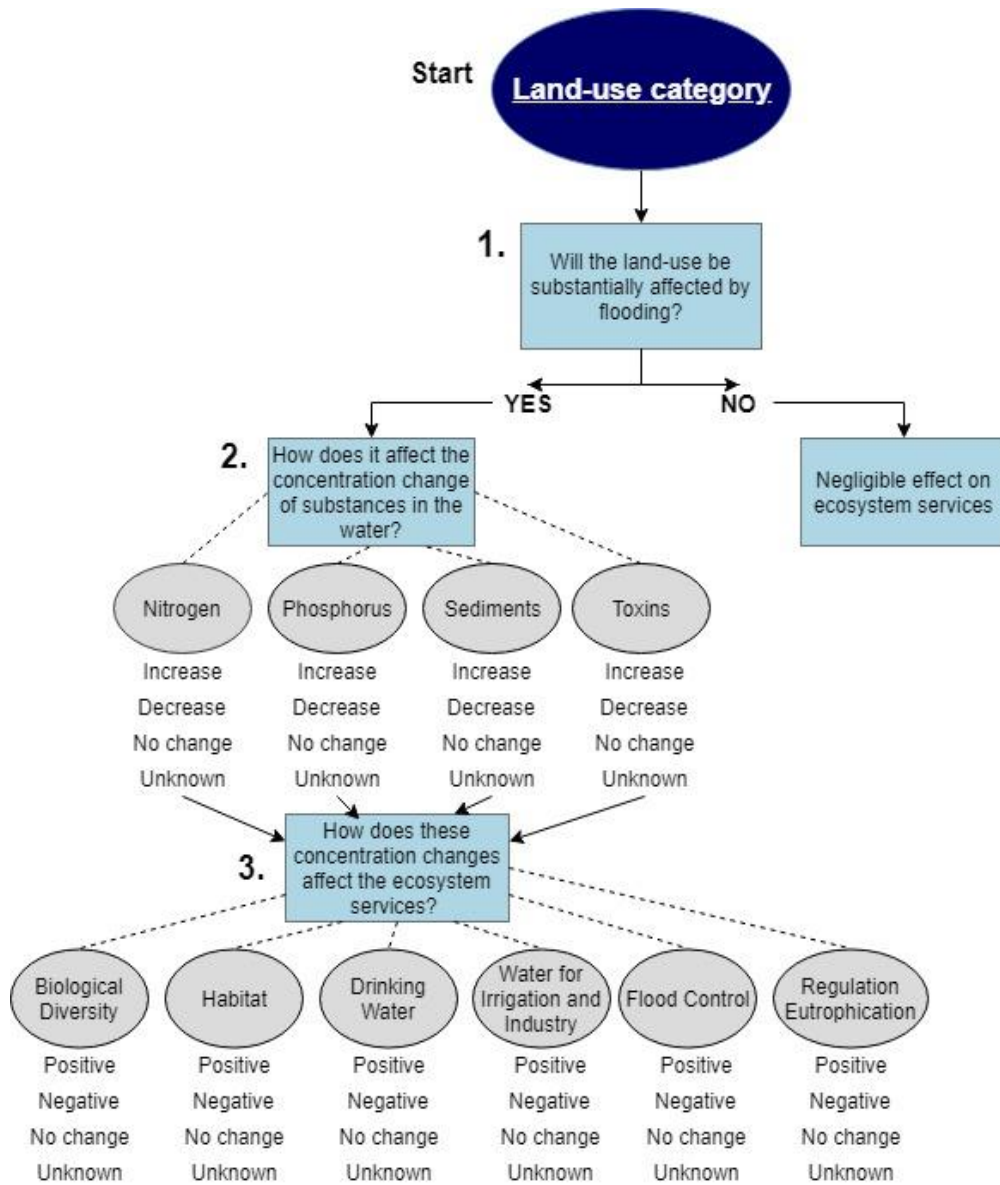 Start
Land-use category
1.
Will the land-use be
substantially affected by
flooding?
YES
NO
2.
How does it affect the
concentration change
of substances in the
water?
Negligible effect on
ecosystem services
Nitrogen
Phosphorus
Sediments
Toxins
Increase
Decrease
No change
Unknown
Increase
Decrease
No change
Unknown
Increase
Decrease
No change
Unknown
Increase
Decrease
No change
Unknown
3.
How does these
concentration changes
affect the ecosystem
services?
Biological
Diversity
Habitat
Drinking
Water
Water for
Irrigation and
Industry
Flood Control
Regulation
Eutrophication
Positive
Negative
No change
Unknown
Positive
Negative
No change
Unknown
Positive
Negative
No change
Unknown
Positive
Negative
No change
Unknown
Positive
Negative
No change
Unknown
Positive
Negative
No change
Unknown